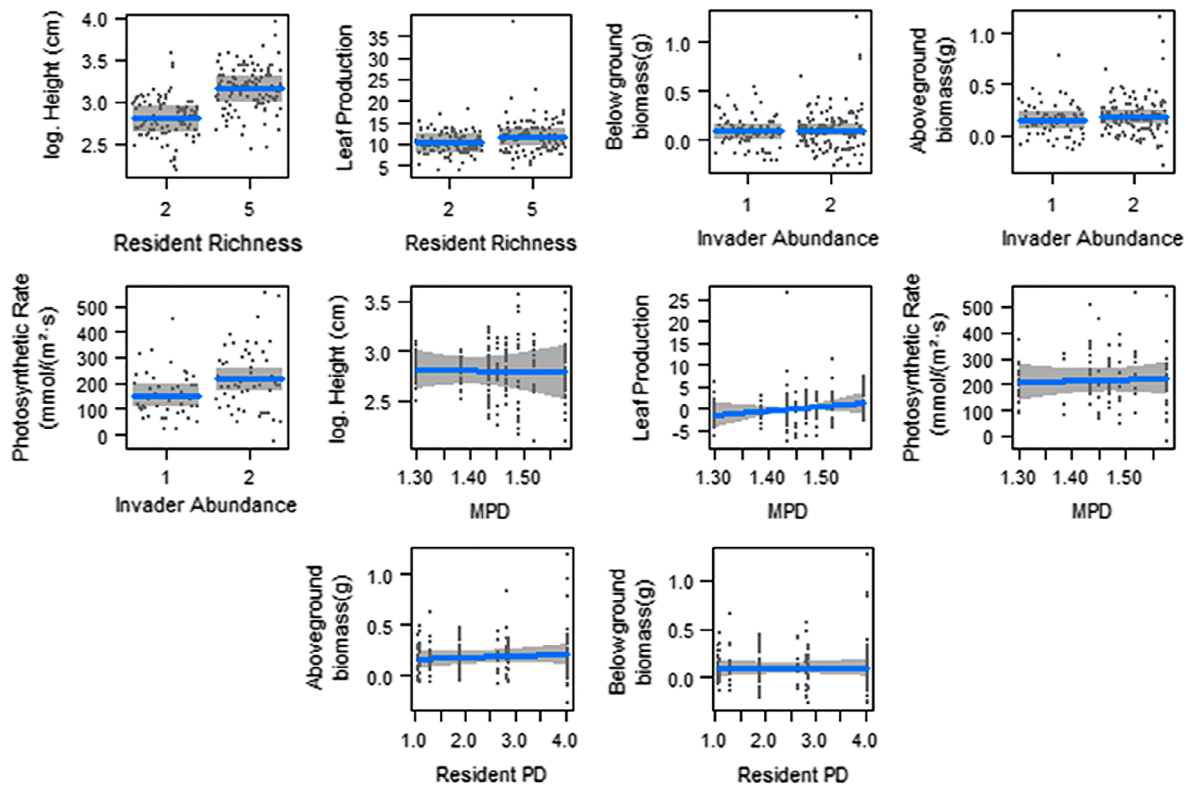 log. Height (cm)
4.0
3.5
3.0
2.5
2
5
Resident Richness
Leaf Production
35
30
25
20
15
10
5
2
5
Resident Richness
Belowground
biomass(g)
1.0
0.5
0.0
1
2
Invader Abundance
Aboveground
biomass(g)
1.0
0.5
0.0
1
2
Invader Abundance
Photosynthetic Rate
(mmol/(m²·s)
500
400
300
200
100
0
1
2
Invader Abundance
log. Height (cm)
3.5
3.0
2.5
1.30
1.40
1.50
MPD
Leaf Production
25
20
15
10
5
0
-5
1.30
1.40
1.50
MPD
Photosynthetic Rate
(mmol/(m²·s)
500
400
300
200
100
0
1.30
1.40
1.50
MPD
Aboveground
biomass(g)
1.0
0.5
0.0
1.0
2.0
3.0
4.0
Resident PD
Belowground
biomass(g)
1.0
0.5
0.0
1.0
2.0
3.0
4.0
Resident PD